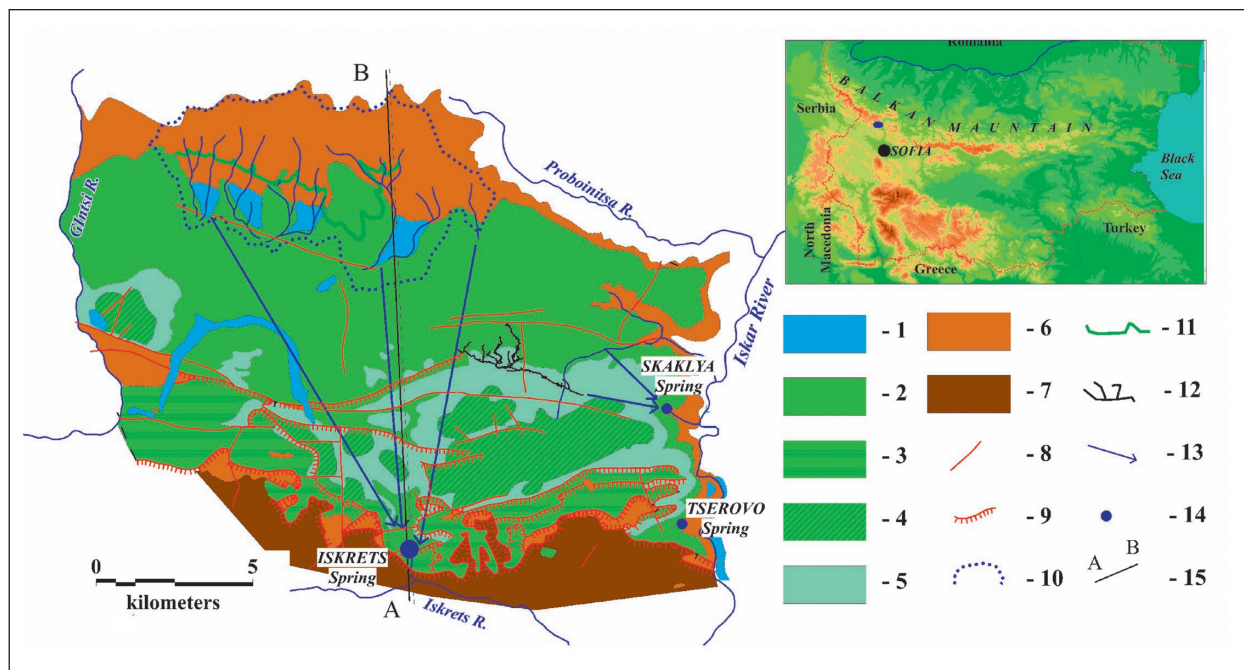 B
Glutsi R.
Proboinitsa R.
Iskar River
SKAKLYA
Spring
TSEROVO
Spring
ISKRETS
Spring
A
Iskrets R.
0
5
kilometers
Romania
Serbia
BALKAN MOUNTAIN
SOFIA
Black
Sea
North
Macedonia
Turkey
Greece
- 1
- 2
- 3
- 4
- 5
- 6
- 7
- 8
- 9
- 10
- 11
- 12
- 13
- 14
A B
- 15